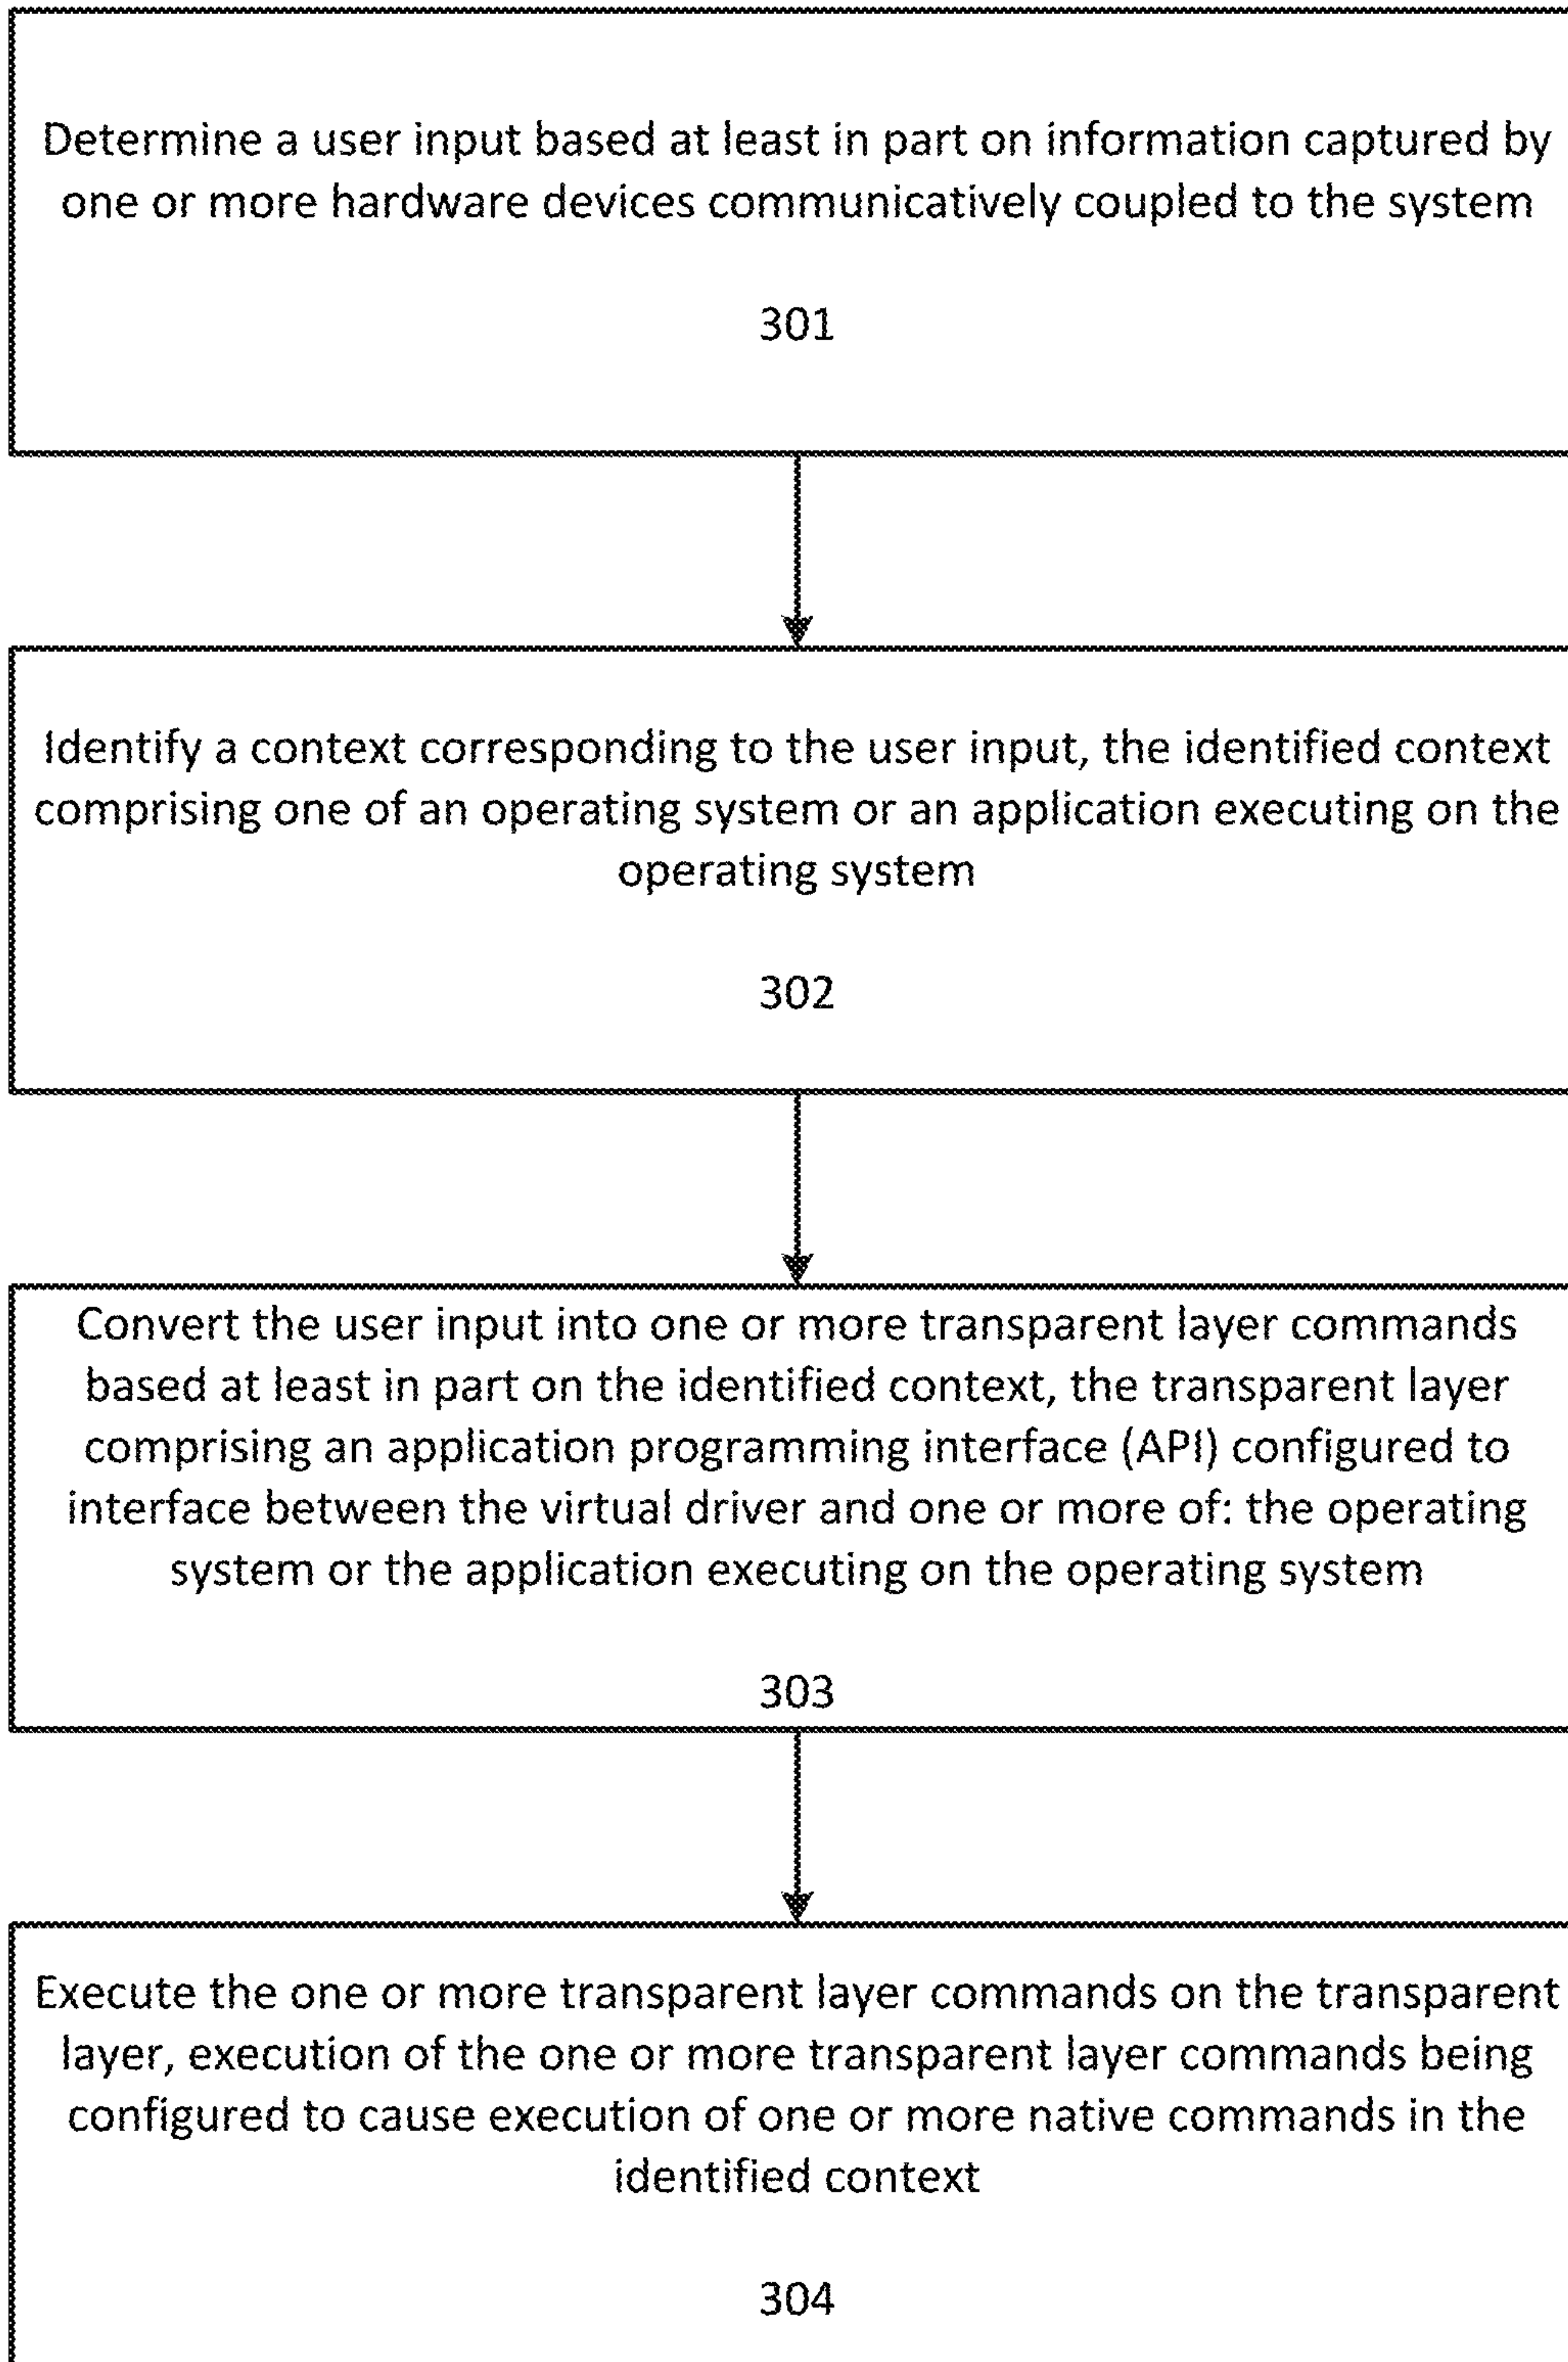 Determine a user input based at least in part on information captured by
one or more hardware devices communicatively coupled to the system
301
Identify a context corresponding to the user input, the identified context
comprising one of an operating system or an application executing on the
operating system
302
Convert the user input into one or more transparent layer commands
based at least in part on the identified context, the transparent layer
comprising an application programming interface (API) configured to
interface between the virtual driver and one or more of: the operating
system or the application executing on the operating system
303
Execute the one or more transparent layer commands on the transparent
layer, execution of the one or more transparent layer commands being
configured to cause execution of one or more native commands in the
identified context
304